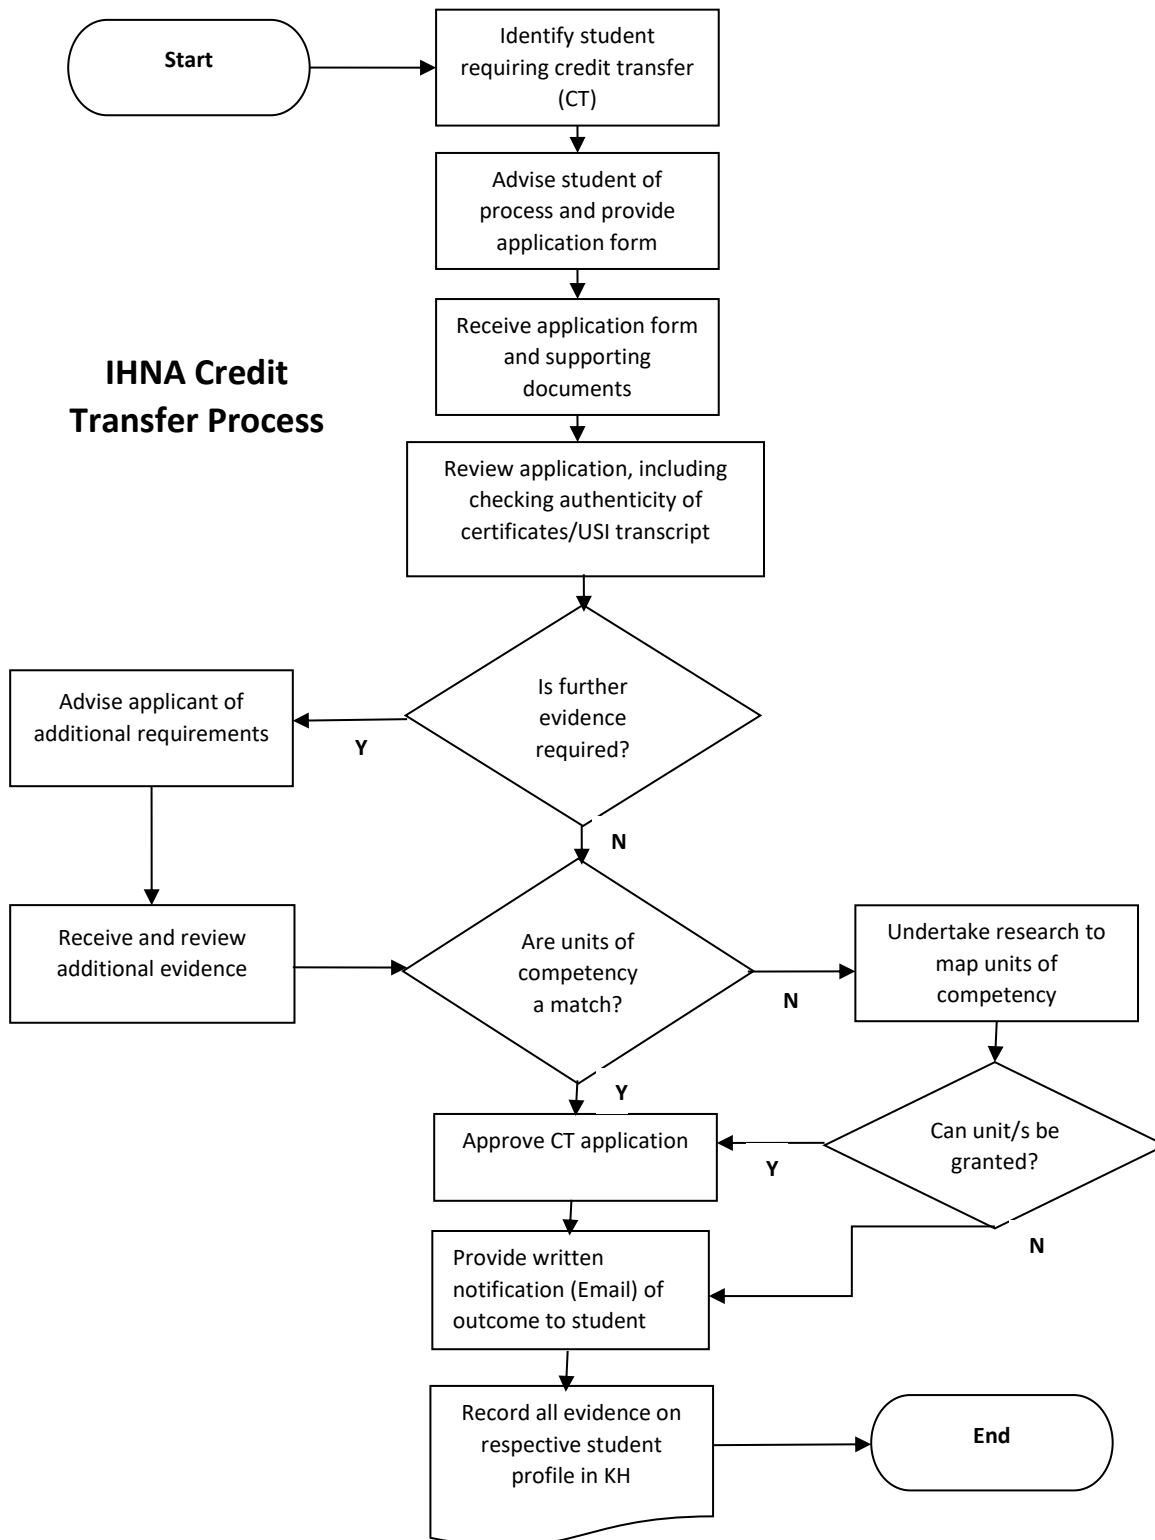 Start
Identify student
requiring credit transfer
(CT)
Advise student of
process and provide
application form
Receive application form
and supporting
documents
IHNA Credit
Transfer Process
Review application, including
checking authenticity of
certificates/USI transcript
Is further
evidence
required?
Advise applicant of
additional requirements
Y
N
Receive and review
additional evidence
Are units of
competency
a match?
Undertake research to
map units of
competency
N
Y
Approve CT application
Can unit/s be
granted?
Y
N
Provide written
notification (Email) of
outcome to student
Record all evidence on
respective student
profile in KH
End